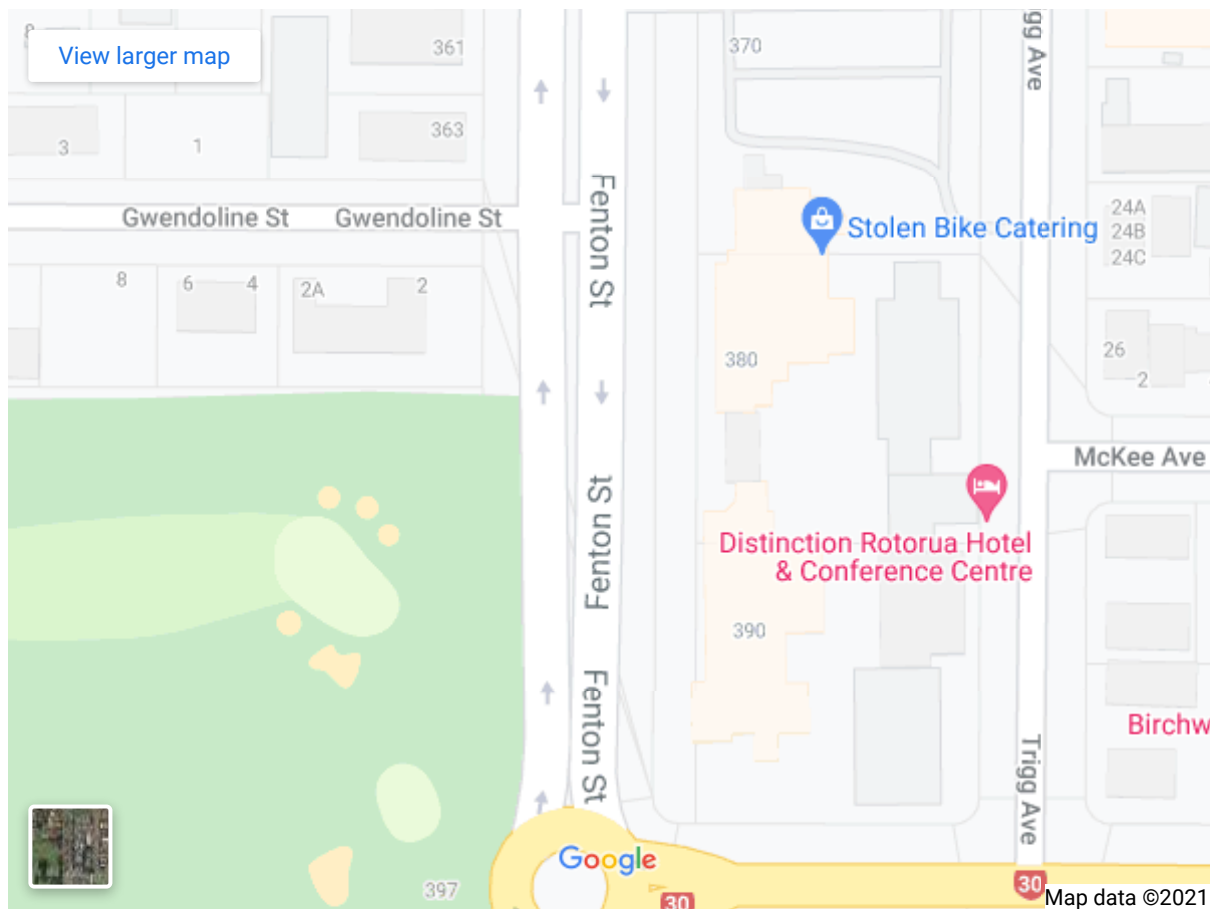 View larger map
361
370
gg Ave
363
3
1
Gwendoline St
Gwendoline St
Fenton St
Stolen Bike Catering
24A
24B
24C
8
6
4
2A
2
380
26
2
McKee Ave
Fenton St
Distinction Rotorua Hotel
& Conference Centre
390
Fenton St
Birchw
Trigg Ave
Google
397
30
30
Map data ©2021